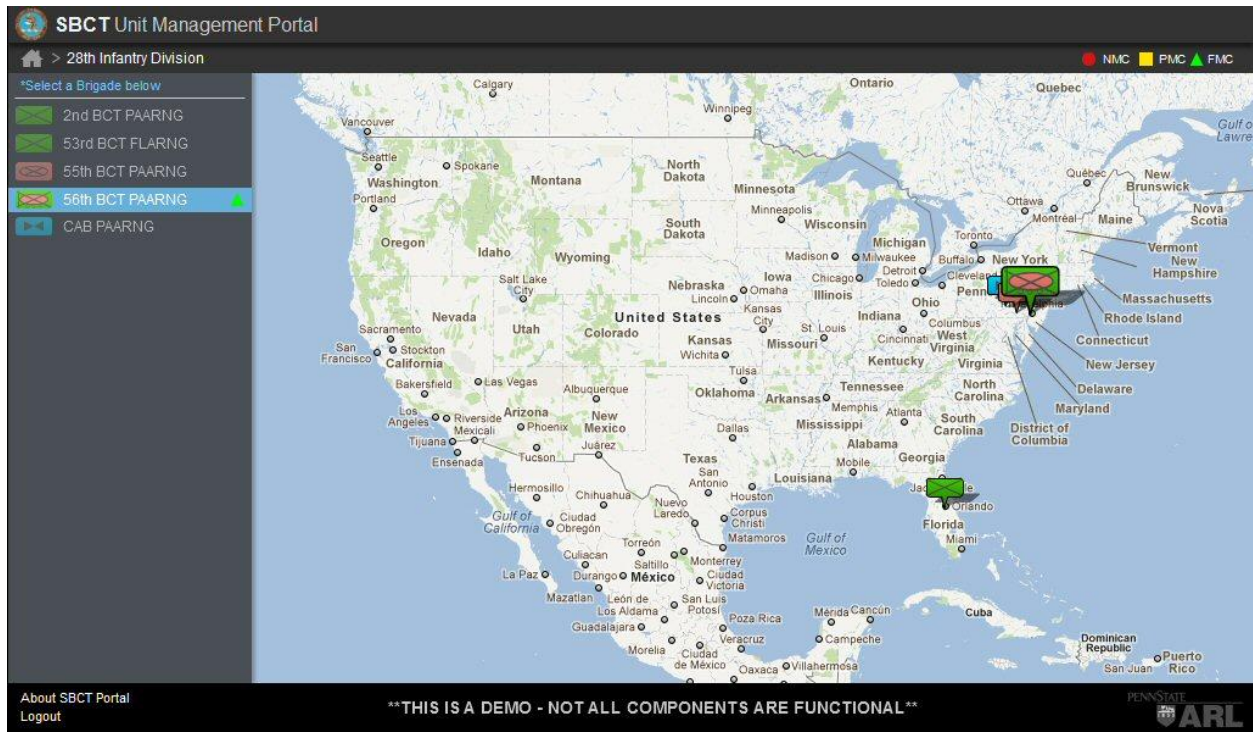 SBCT Unit Management Portal
> 28th Infantry Division
NMC PMC FMC
*Select a Brigade below
2nd BCT PAARNG
53rd BCT FLARNG
55th BCT PAARNG
56th BCT PAARNG
CAB PAARNG
Calgary
Ontario
Quebec
Winnipeg
Vancouver
Gulf o
Lawre
Seattle
Spokane
North
Dakota
Washington
Montana
Minnesota
Québec
New
Brunswick
Portland
Ottawa
Montréal
Maine
Nova
Scotia
Minneapolis
South
Dakota
Wisconsin
Oregon
Idaho
Wyoming
Michigan
Toronto
Vermont
Madison
Milwaukee
Buffalo
New York
New
Hampshire
Salt Lake
City
Nebraska
Iowa
Omaha
Chicago
Detroit
Toledo
Cleveland
Penn
Lincoln
Illinois
Ohio
Massachusetts
Nevada
United States
Kansas
City
Indiana
Columbus
Rhode Island
Sacramento
Utah
Colorado
Kansas
St. Louis
Missouri
Cincinnati
West
Virginia
Connecticut
San
Francisco
Stockton
California
Wichita
Kentucky
Virginia
New Jersey
Bakersfield
Las Vegas
Albuquerque
Tulsa
Oklahoma
Arkansas
Tennessee
Memphis
North
Carolina
Delaware
Maryland
Los
Angeles
Riverside
Arizona
Phoenix
New
Mexico
Dallas
Mississippi
Atlanta
South
Carolina
District of
Columbia
Mexicali
Tijuana
Ensenada
Tucson
Juárez
Texas
Alabama
Georgia
San
Antonio
Louisiana
Mobile
Hermosillo
Chihuahua
Houston
Orlando
Gulf of
California
Ciudad
Obregón
Nuevo
Laredo
Corpus
Christi
Matamoros
Gulf of
Mexico
Florida
Miami
Torreón
Culiacan
Saltillo
Monterrey
La Paz
Durango
México
Ciudad
Victoria
Mazatlan
León de
Los Aldama
San Luis
Potosí
Poza Rica
Mérida
Cancún
Cuba
Guadalajara
Veracruz
Campeche
Dominican
Republic
Puerto
Rico
San Juan
Morelia
Ciudad
de México
Oaxaca
Villahermosa
About SBCT Portal
Logout
**THIS IS A DEMO - NOT ALL COMPONENTS ARE FUNCTIONAL**
PENNSTATE
ARL